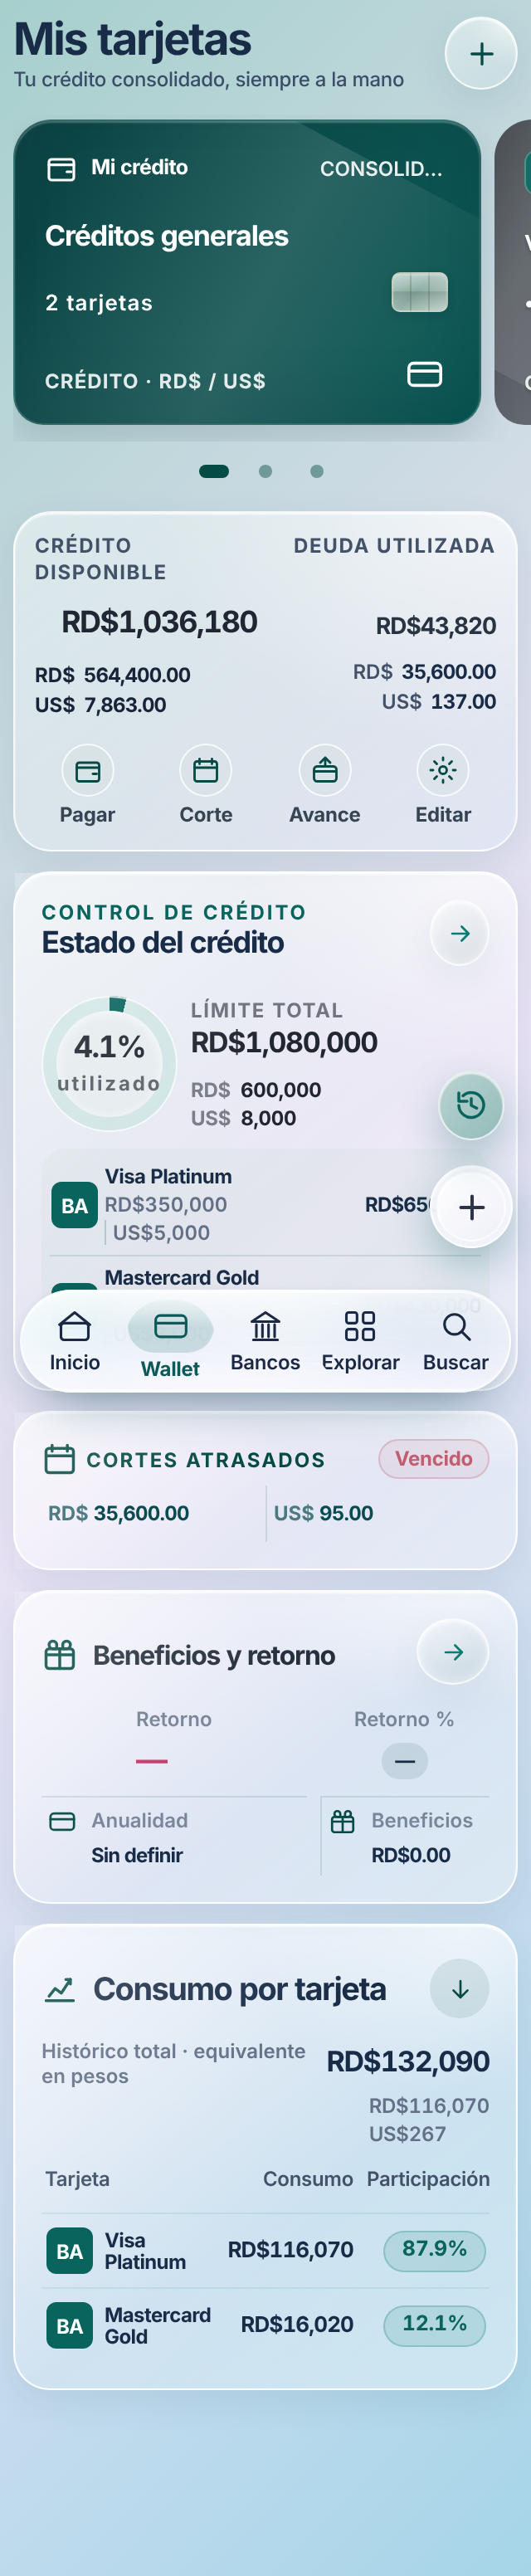 Mis tarjetas
Tu crédito consolidado, siempre a la mano
Mi crédito
CONSOLID...
Créditos generales
2 tarjetas
CRÉDITO · RD$ / US$
CRÉDITO
DISPONIBLE
DEUDA UTILIZADA
RD$1,036,180
RD$43,820
RD$ 564,400.00
RD$ 35,600.00
US$ 7,863.00
US$ 137.00
Pagar
Corte
Avance
Editar
CONTROL DE CRÉDITO
Estado del crédito
4.1%
utilizado
LÍMITE TOTAL
RD$1,080,000
RD$ 600,000
US$ 8,000
BA
Visa Platinum
RD$350,000
US$5,000
Mastercard Gold
Inicio
Wallet
Bancos
Explorar
Buscar
CORTES ATRASADOS
Vencido
RD$ 35,600.00
US$ 95.00
Beneficios y retorno
Retorno
Retorno %
—
—
Anualidad
Sin definir
Beneficios
RD$0.00
Consumo por tarjeta
Histórico total · equivalente
en pesos
RD$132,090
RD$116,070
US$267
Tarjeta
Consumo
Participación
BA
Visa
Platinum
RD$116,070
87.9%
BA
Mastercard
Gold
RD$16,020
12.1%